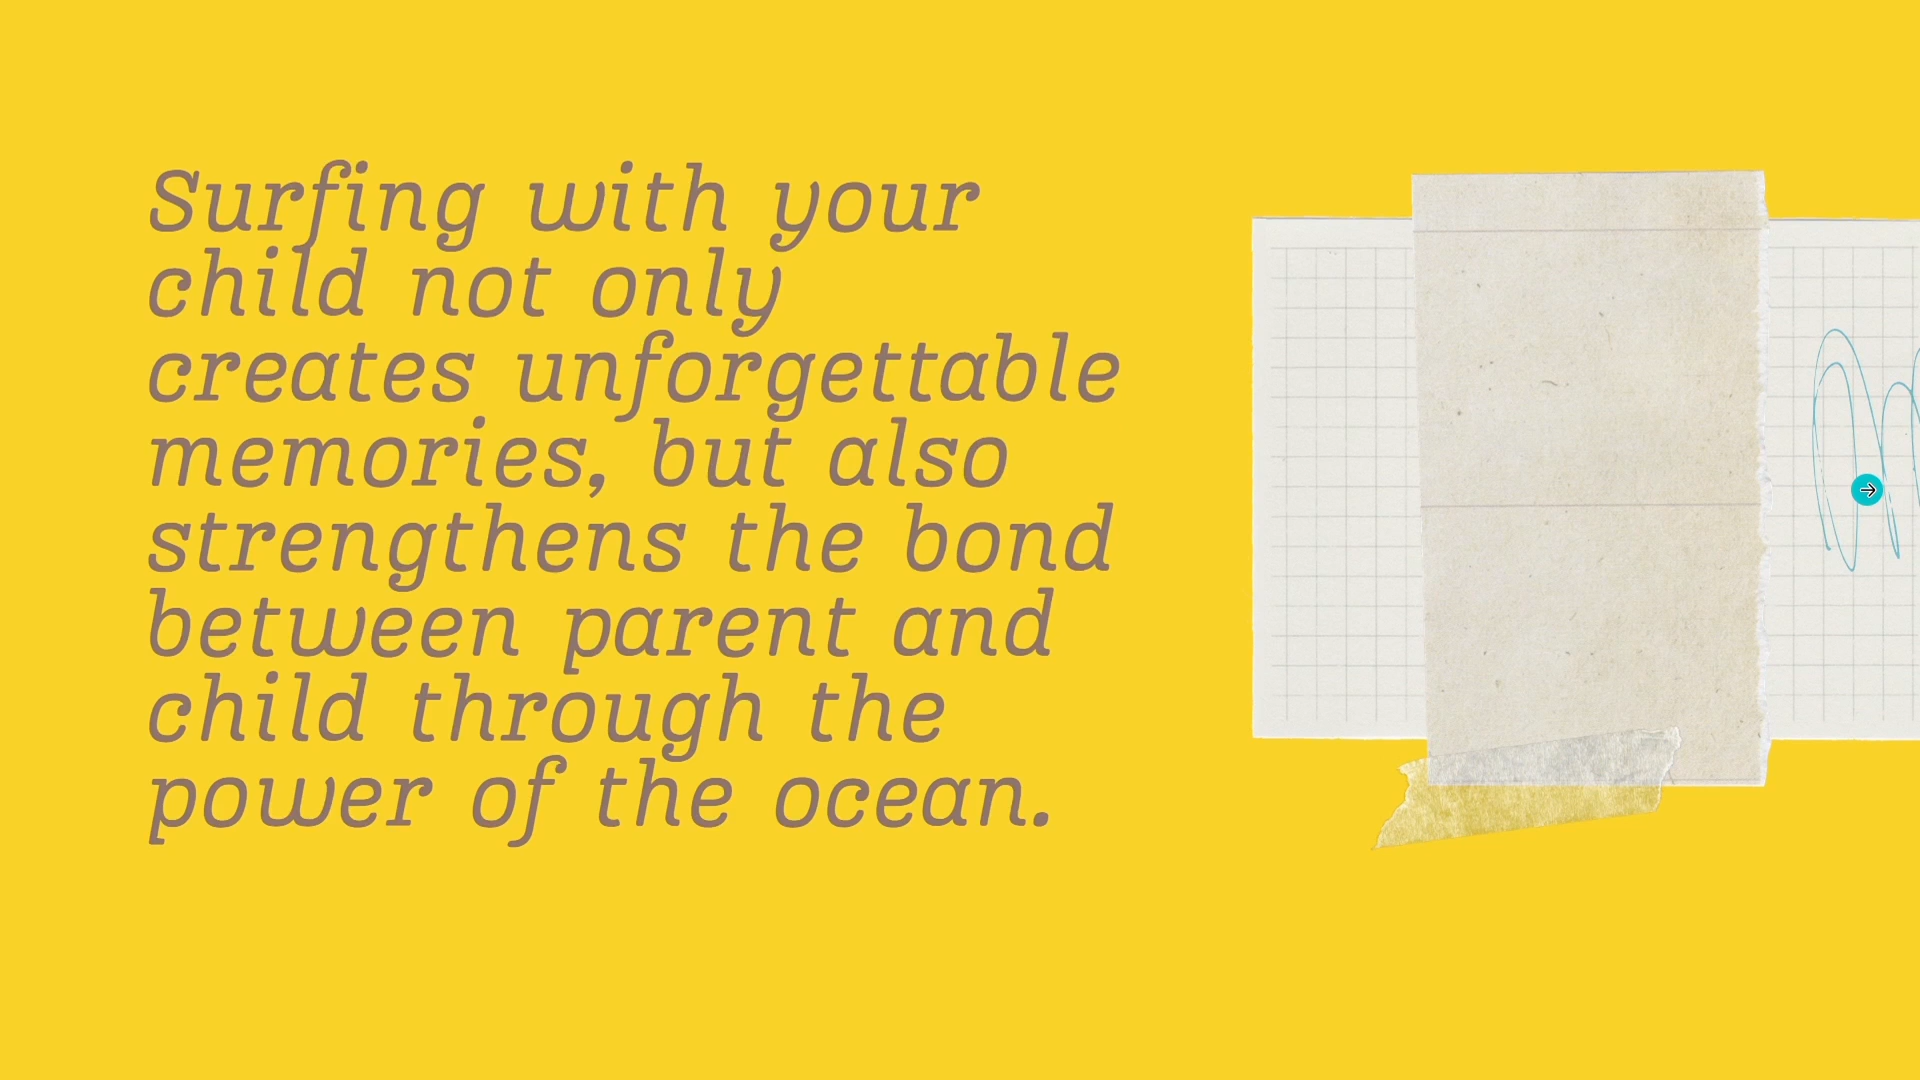 Surfing with your
child not only
creates unforgettable
memories, but also
strengthens the bond
between parent and
child through the
power of the ocean.